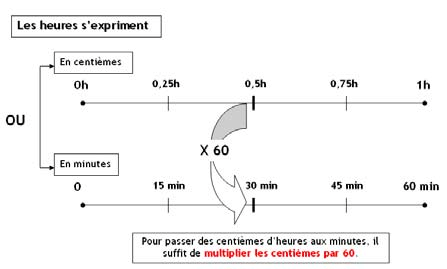 Les heures s'expriment
En centièmes
0h 0,25h 0,5h 0,75h 1h
OU
X 60
En minutes
0 15 min 30 min 45 min 60 min
Pour passer des centièmes d'heures aux minutes, il
suffit de multiplier les centièmes par 60.